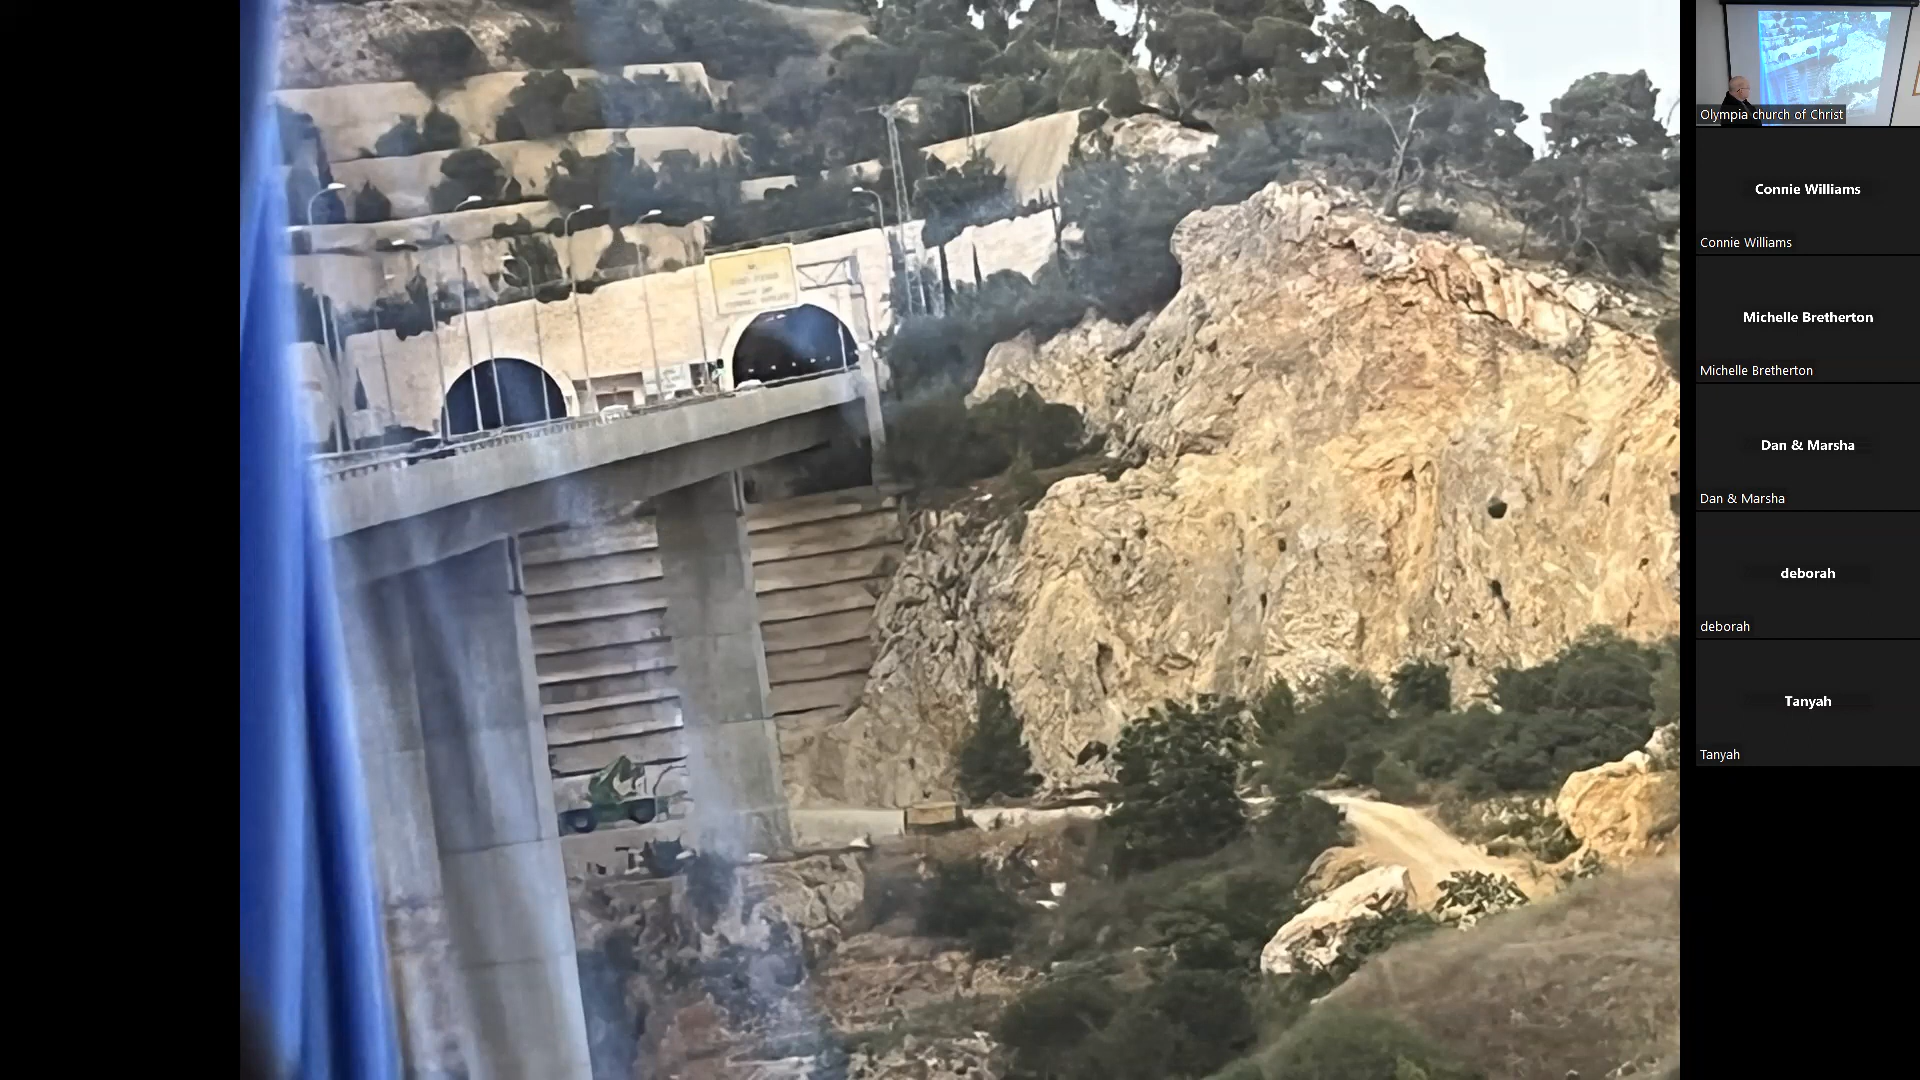 Olympia church of Christ
Connie Williams
Connie Williams
Michelle Bretherton
Michelle Bretherton
Dan & Marsha
Dan & Marsha
deborah
deborah
Tanyah
Tanyah